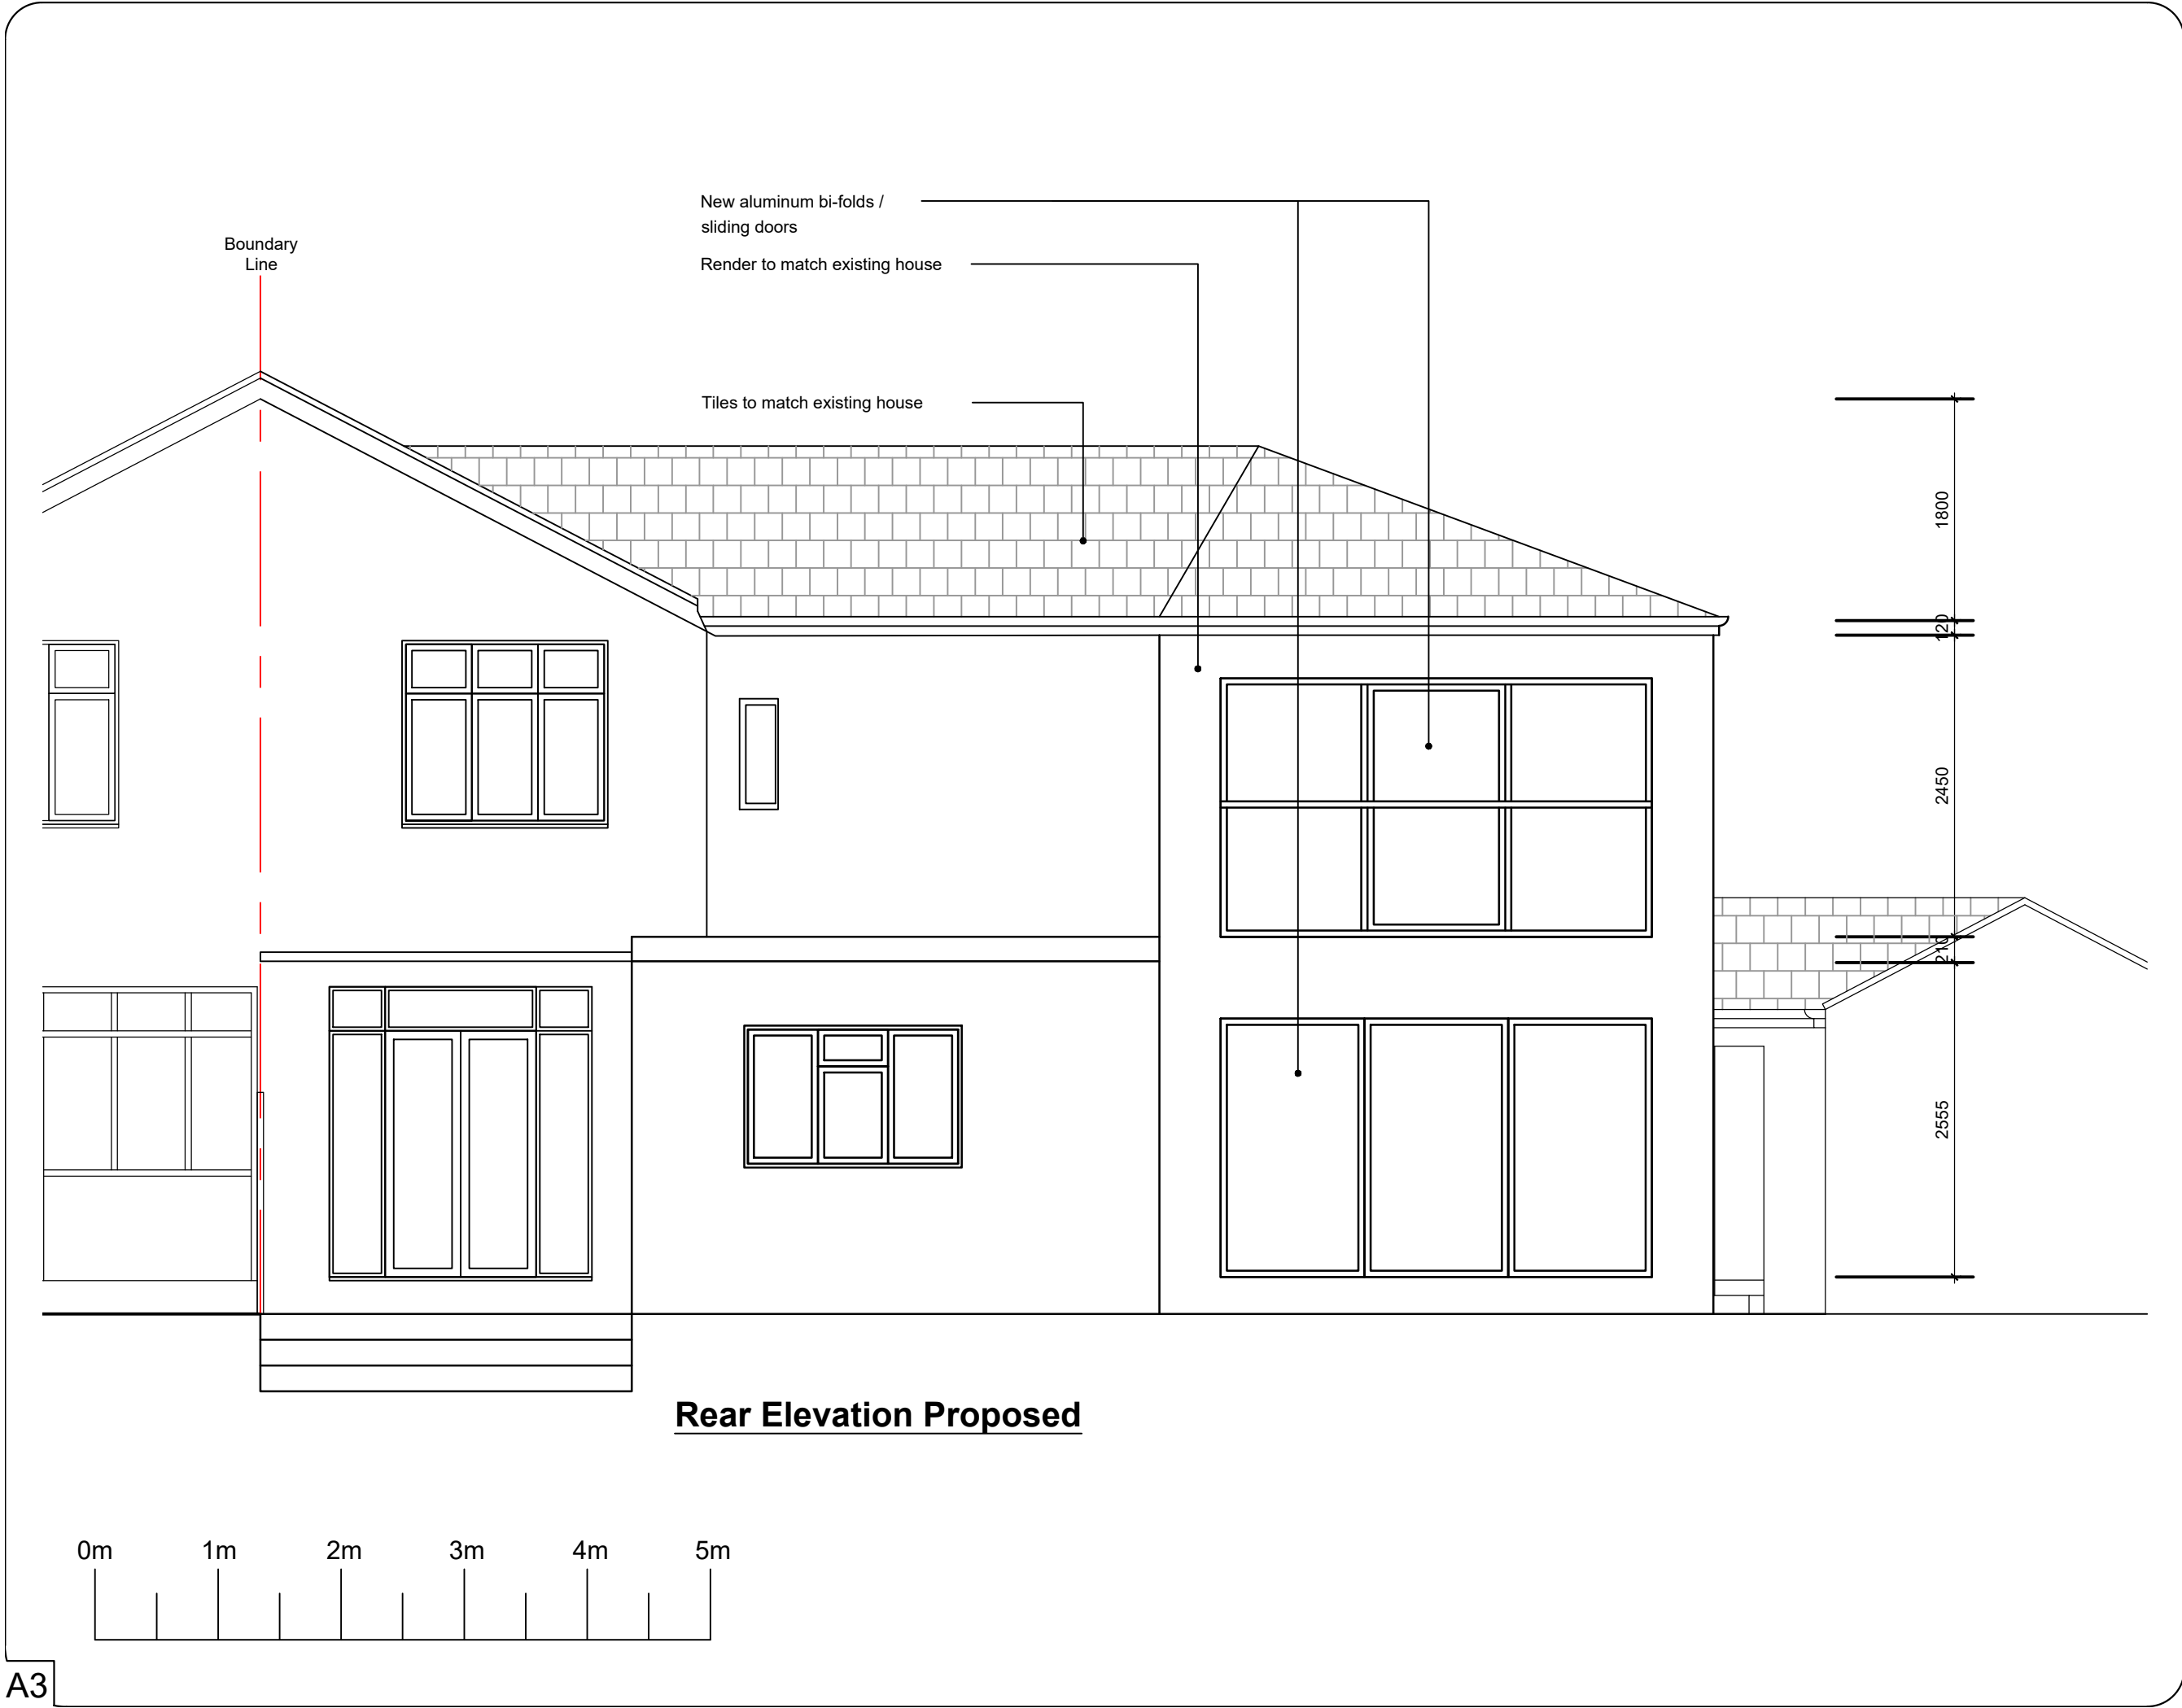 New aluminum bi-folds /
sliding doors
Boundary
Line
Render to match existing house
Tiles to match existing house
1800
120
2450
210
2555
Rear Elevation Proposed
0m 1m 2m 3m 4m 5m
A3